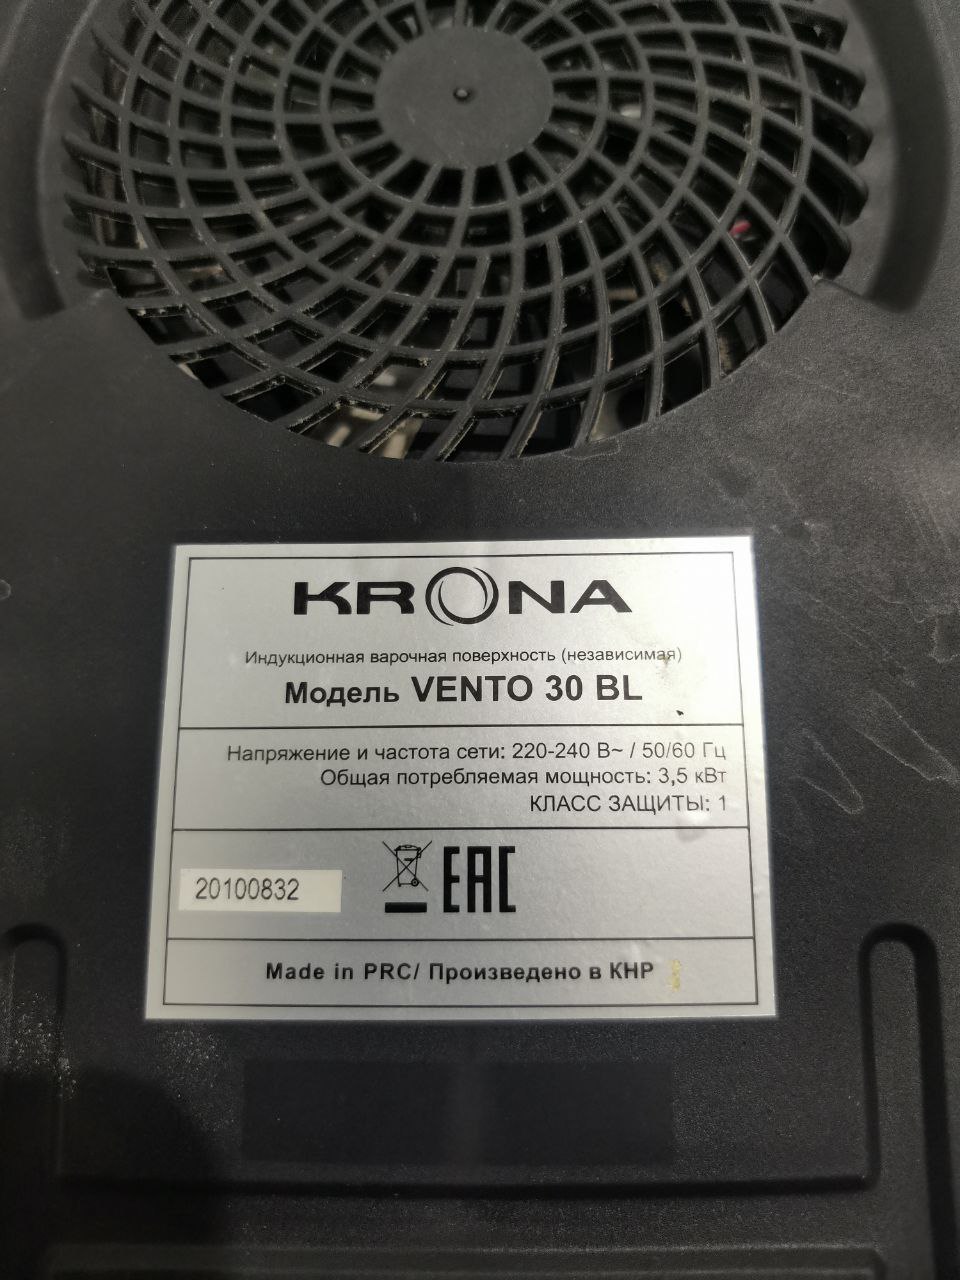 KRONA
Индукционная варочная поверхность (независимая)
Модель VENTO 30 BL
Напряжение и частота сети: 220-240 В~ / 50/60 Гц
Общая потребляемая мощность: 3,5 кВт
КЛАСС ЗАЩИТЫ: 1
20100832
EAC
Made in PRC/ Произведено в КНР